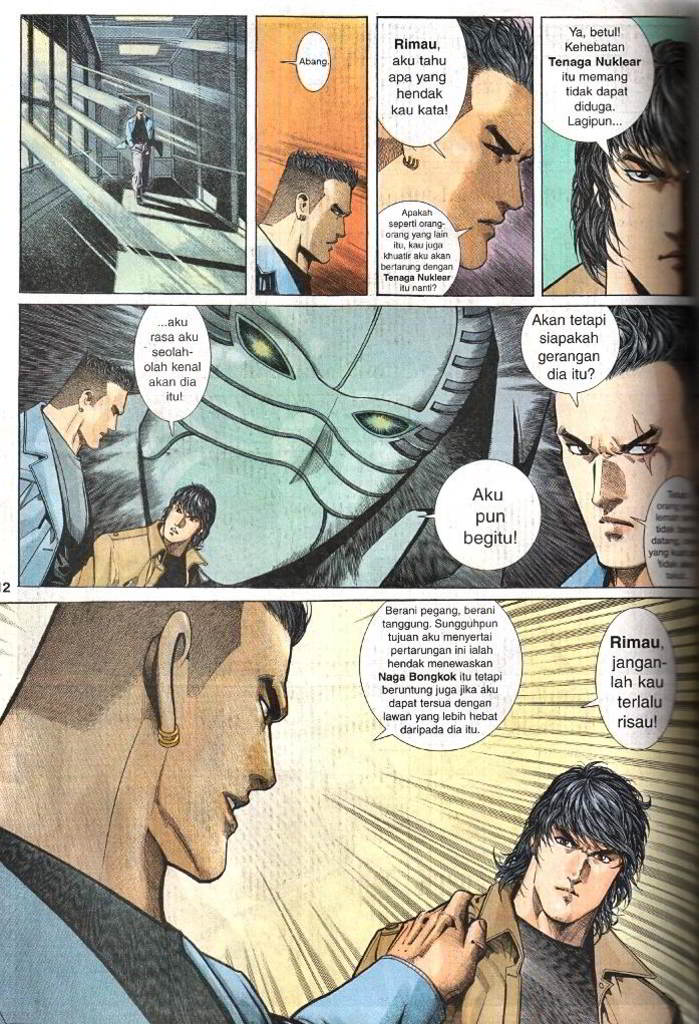 Abang.
Rimau,
aku tahu
apa yang
hendak
kau kata!
Apakah
seperti orang-
orang yang lain
itu, kau juga
khuatir aku akan
bertarung dengan
Tenaga Nuklear
itu nanti?
Ya, betul!
Kehebatan
Tenaga Nuklear
itu memang
tidak dapat
diduga.
Lagipun...
...aku
rasa aku
seolah-
olah kenal
akan dia
itu!
Aku
pun
begitu!
Akan tetapi
siapakah
gerangan
dia itu?
tidak
datang,
yang
tidak
12
Berani pegang, berani
tanggung. Sungguhpun
tujuan aku menyertai
pertarungan ini ialah
hendak menewaskan
Naga Bongkok itu tetapi
beruntung juga jika aku
dapat tersua dengan
lawan yang lebih hebat
daripada dia itu.
Rimau,
jangan-
lah kau
terlalu
risau!